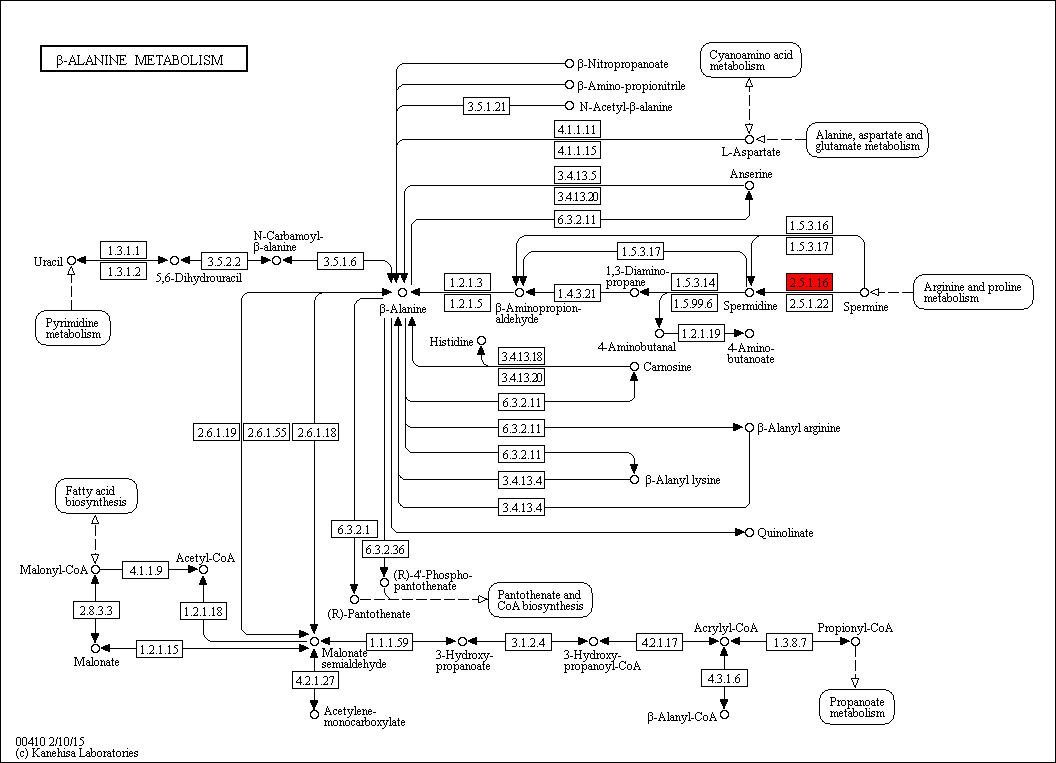 β-ALANINE METABOLISM
β-Nitropropanoate
β-Amino-propionitrile
3.5.1.21
N-Acetyl-β-alanine
Cyanoamino acid
metabolism
4.1.1.11
4.1.1.15
L-Aspartate
Alanine, aspartate and
glutamate metabolism
Anserine
3.4.13.5
3.4.13.20
6.3.2.11
1.5.3.16
1.5.3.17
1.5.3.17
N-Carbamoyl-
β-alanine
Uracil
1.3.1.1
1.3.1.2
5,6-Dihydrouracil
3.5.2.2
3.5.1.6
β-Alanine
1.2.1.3
1.2.1.5
β-Aminopropion-
aldehyde
1.4.3.21
1,3-Diamino-
propane
1.5.3.14
1.5.99.6
Spermidine
2.5.1.16
2.5.1.22
Spermine
Arginine and proline
metabolism
Pyrimidine
metabolism
4-Aminobutanal
1.2.1.19
4-Amino-
butanoate
Histidine
3.4.13.18
3.4.13.20
Carnosine
6.3.2.11
2.6.1.19
2.6.1.55
2.6.1.18
6.3.2.11
β-Alanyl arginine
6.3.2.11
3.4.13.4
β-Alanyl lysine
3.4.13.4
Fatty acid
biosynthesis
6.3.2.1
6.3.2.36
Quinolinate
Malonyl-CoA
4.1.1.9
Acetyl-CoA
(R)-4'-Phospho-
pantothenate
(R)-Pantothenate
Pantothenate and
CoA biosynthesis
2.8.3.3
1.2.1.18
Malonate
1.2.1.15
Malonate
semialdehyde
1.1.1.59
3-Hydroxy-
propanoate
3.1.2.4
3-Hydroxy-
propanoyl-CoA
4.2.1.17
Acrylyl-CoA
1.3.8.7
Propionyl-CoA
4.2.1.27
Acetylene-
monocarboxylate
4.3.1.6
β-Alanyl-CoA
Propanoate
metabolism
00410 2/10/15
(c) Kanehisa Laboratories